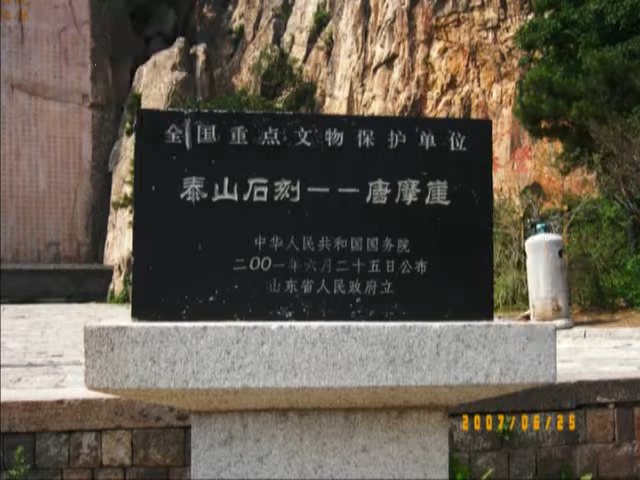 全国重点文物保护单位
泰山石刻——唐摩崖
中华人民共和国国务院
二〇〇一年六月二十五日公布
山东省人民政府立
2007/06/25